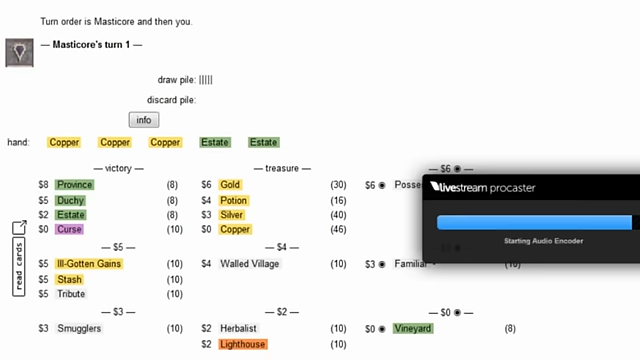 Turn order is Masticore and then you.
— Masticore's turn 1 —
draw pile: |||||
discard pile:
info
hand: Copper Copper Copper Estate Estate
— victory — — treasure — — $6 ◉ —
$8 Province (8) $6 Gold (30) $6 ◉
$5 Duchy (8) $4 Potion (16)
$2 Estate (8) $3 Silver (40)
$0 Curse (10) $0 Copper (46)
livestream procaster
Starting Audio Encoder
read cards
— $5 — — $4 —
$5 Ill-Gotten Gains (10) $4 Walled Village (10) $3 ◉ Familiar (10)
$5 Stash (10)
$5 Tribute (10)
— $3 — — $2 — — $0 ◉ —
$3 Smugglers (10) $2 Herbalist (10) $0 ◉ Vineyard (8)
$2 Lighthouse (10)